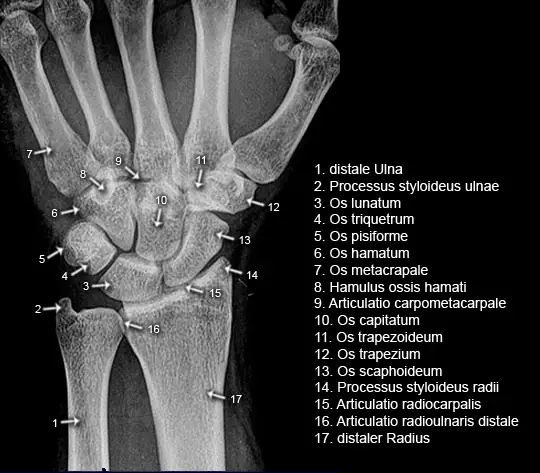 7
8
9
11
10
6
12
5
13
4
14
3
15
2
16
17
1
1. distale Ulna
2. Processus styloideus ulnae
3. Os lunatum
4. Os triquetrum
5. Os pisiforme
6. Os hamatum
7. Os metacrapale
8. Hamulus ossis hamati
9. Articulatio carpometacarpale
10. Os capitatum
11. Os trapezoideum
12. Os trapezium
13. Os scaphoideum
14. Processus styloideus radii
15. Articulatio radiocarpalis
16. Articulatio radioulnaris distale
17. distaler Radius